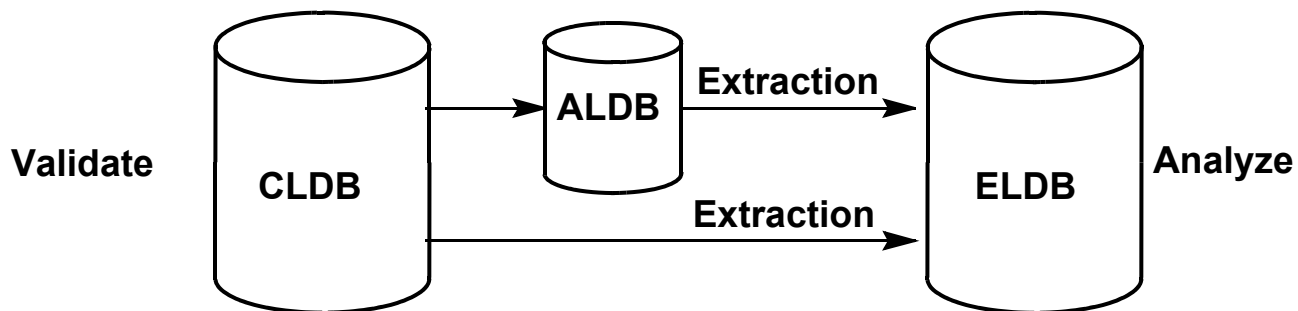 Validate
CLDB
ALDB
Extraction
Extraction
ELDB
Analyze